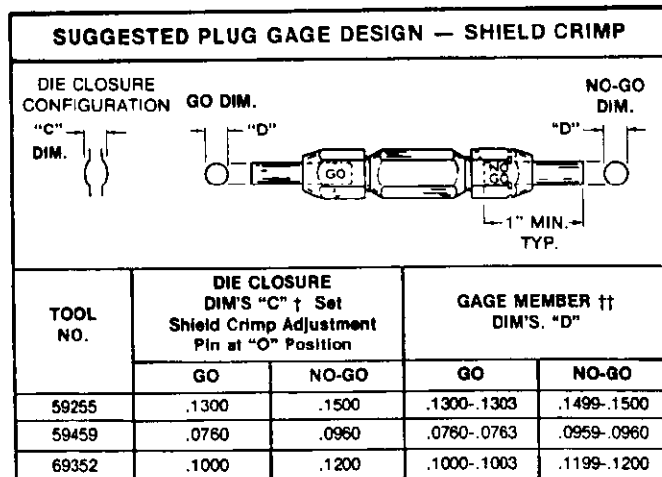 SUGGESTED PLUG GAGE DESIGN — SHIELD CRIMP
DIE CLOSURE
CONFIGURATION
"C"
DIM.
GO DIM.
"D"
NO-GO
DIM.
"D"
GO
NO
GO
1" MIN.
TYP.
TOOL
NO.
DIE CLOSURE
DIM'S "C" † Set
Shield Crimp Adjustment
Pin at "O" Position
GAGE MEMBER ††
DIM'S. "D"
GO NO-GO GO NO-GO
59255 .1300 .1500 .1300-.1303 .1499-.1500
59459 .0760 .0960 .0760-.0763 .0959-.0960
69352 .1000 .1200 .1000-.1003 .1199-.1200